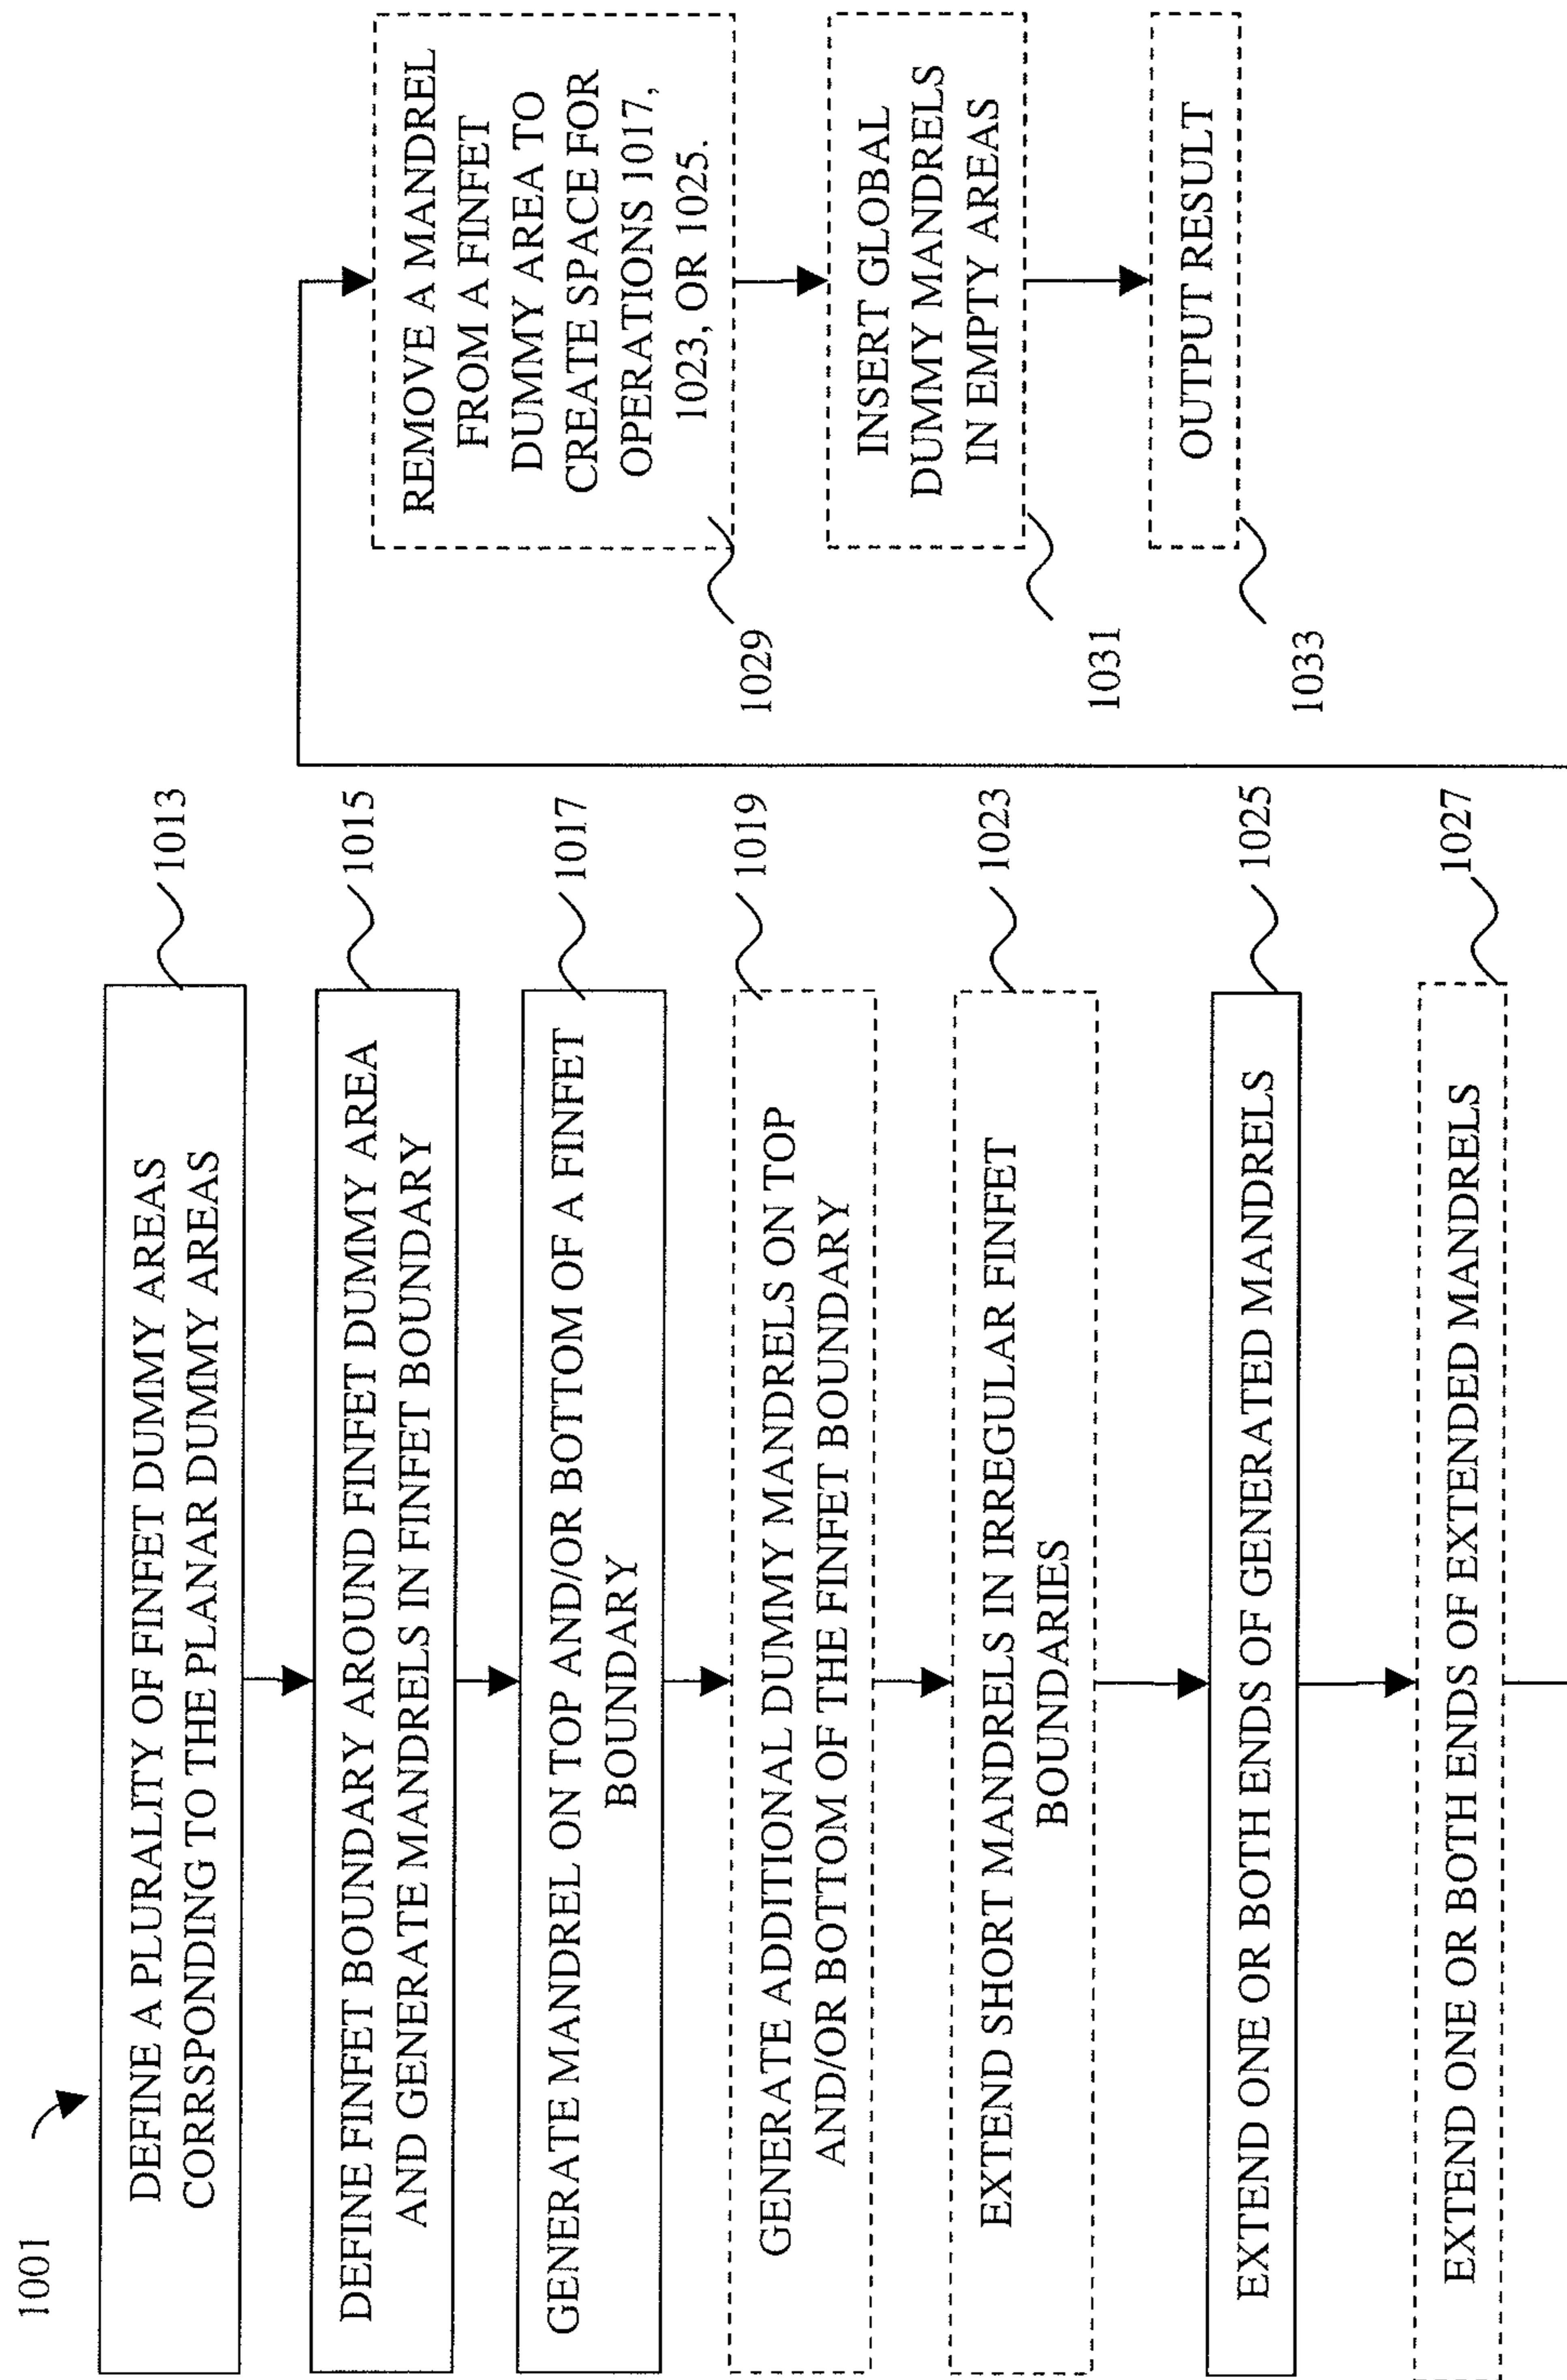 1001
DEFINE A PLURALITY OF FINFET DUMMY AREAS
CORRSPONDING TO THE PLANAR DUMMY AREAS
1013
DEFINE FINFET BOUNDARY AROUND FINFET DUMMY AREA
AND GENERATE MANDRELS IN FINFET BOUNDARY
1015
GENERATE MANDREL ON TOP AND/OR BOTTOM OF A FINFET
BOUNDARY
1017
GENERATE ADDITIONAL DUMMY MANDRELS ON TOP
AND/OR BOTTOM OF THE FINFET BOUNDARY
1019
EXTEND SHORT MANDRELS IN IRREGULAR FINFET
BOUNDARIES
1023
EXTEND ONE OR BOTH ENDS OF GENERATED MANDRELS
1025
EXTEND ONE OR BOTH ENDS OF EXTENDED MANDRELS
1027
REMOVE A MANDREL
FROM A FINFET
DUMMY AREA TO
CREATE SPACE FOR
OPERATIONS 1017,
1023, OR 1025.
1029
INSERT GLOBAL
DUMMY MANDRELS
IN EMPTY AREAS
1031
OUTPUT RESULT
1033